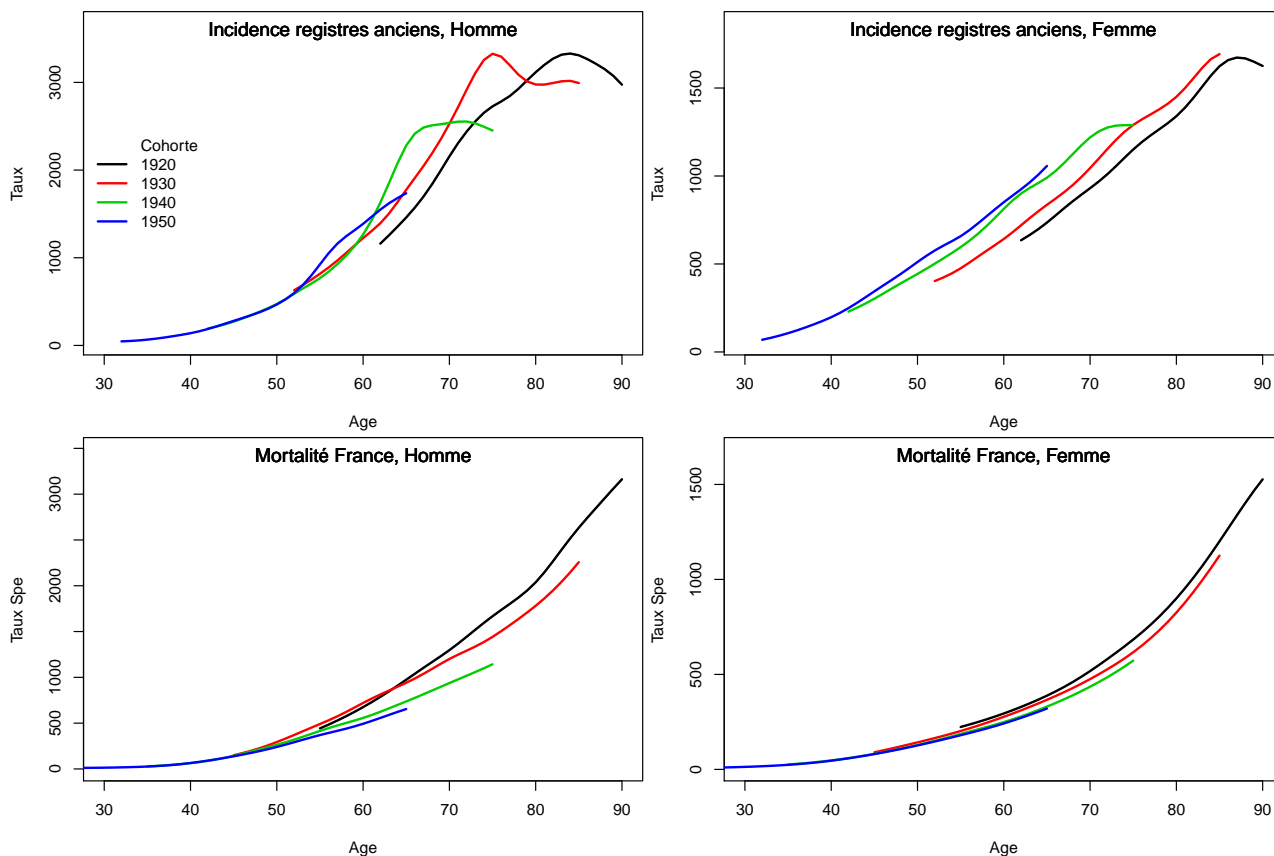 Incidence registres anciens, Homme
Taux
0 1000 2000 3000
Cohorte
1920
1930
1940
1950
30 40 50 60 70 80 90
Age
Incidence registres anciens, Femme
Taux
0 500 1000 1500
30 40 50 60 70 80 90
Age
Mortalité France, Homme
Taux Spe
0 500 1000 2000 3000
30 40 50 60 70 80 90
Age
Mortalité France, Femme
Taux Spe
0 500 1000 1500
30 40 50 60 70 80 90
Age